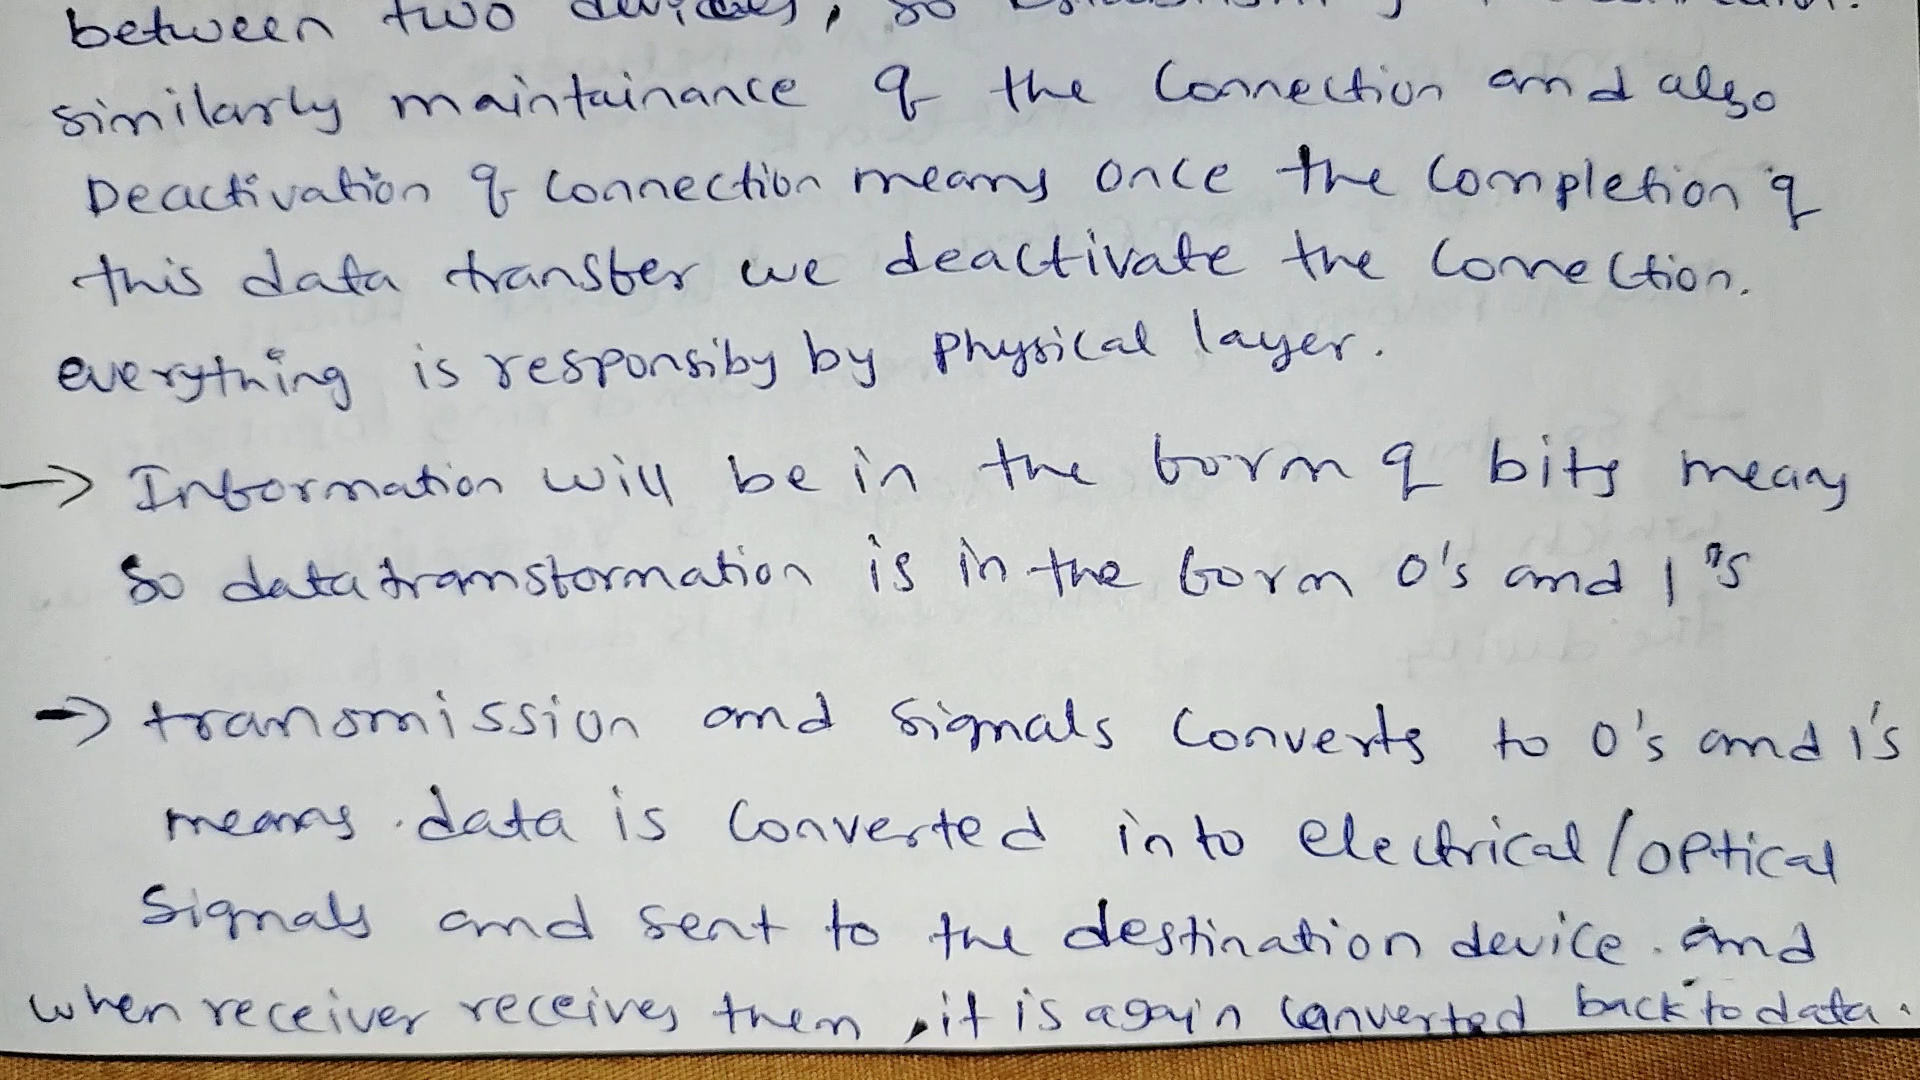 between two devices, so
similarly maintainance of the connection and also
Deactivation of connection means once the completion of
this data transfer we deactivate the connection.
everything is responsiby by physical layer.
→ Information will be in the form of bits means
So data transformation is in the form 0's and 1's
→ transmission and signals converts to 0's and 1's
means data is converted into electrical/optical
Signals and sent to the destination device. and
when receiver receives them, it is again converted back to data.